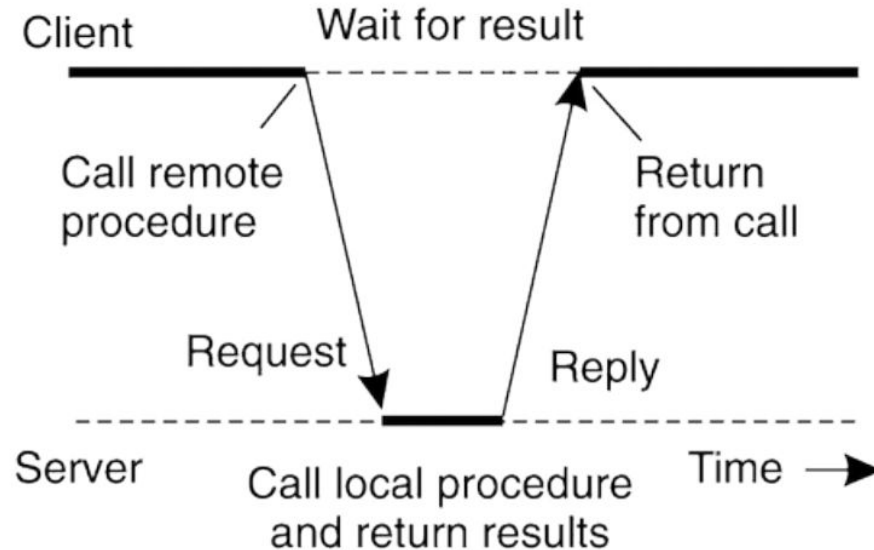 Client
Wait for result
Call remote
procedure
Return
from call
Request
Reply
Server
Call local procedure
and return results
Time